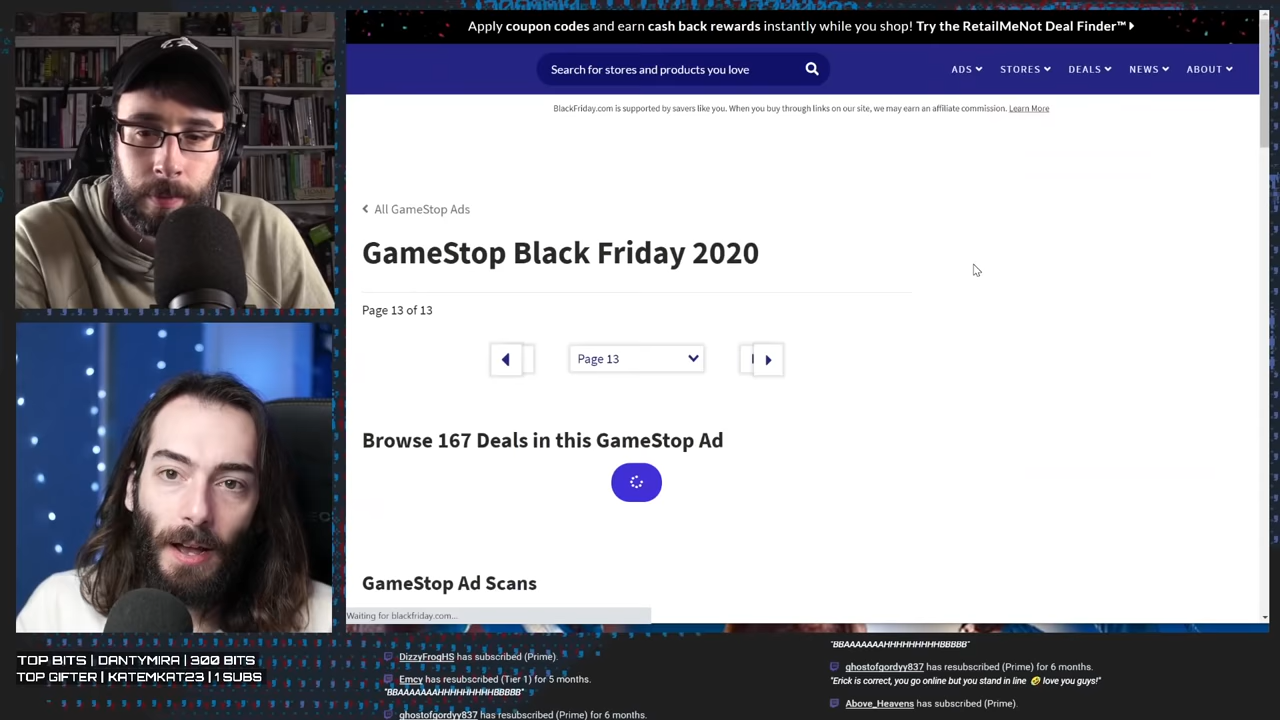 Apply coupon codes and earn cash back rewards instantly while you shop! Try the RetailMeNot Deal Finder™
Search for stores and products you love
ADS STORES DEALS NEWS ABOUT
BlackFriday.com is supported by savers like you. When you buy through links on our site, we may earn an affiliate commission. Learn More
All GameStop Ads
GameStop Black Friday 2020
Page 13 of 13
Page 13
Browse 167 Deals in this GameStop Ad
GameStop Ad Scans
Waiting for blackfriday.com...
TOP BITS | DANTYMIRA | 300 BITS
TOP GIFTER | KATEMKAT23 | 1 SUBS
DizzyFrogHS has subscribed (Prime).
Emcv has resubscribed (Tier 1) for 5 months.
"BBAAAAAAHHHHHHHHBBBBB"
ghostofgordyy837 has resubscribed (Prime) for 6 months.
"BBAAAAAAAHHHHHHHHHBBBBBB"
ghostofgordyy837 has resubscribed (Prime) for 6 months.
"Erick is correct, you go online but you stand in line 🤣 love you guys!"
Above_Heavens has subscribed (Prime).